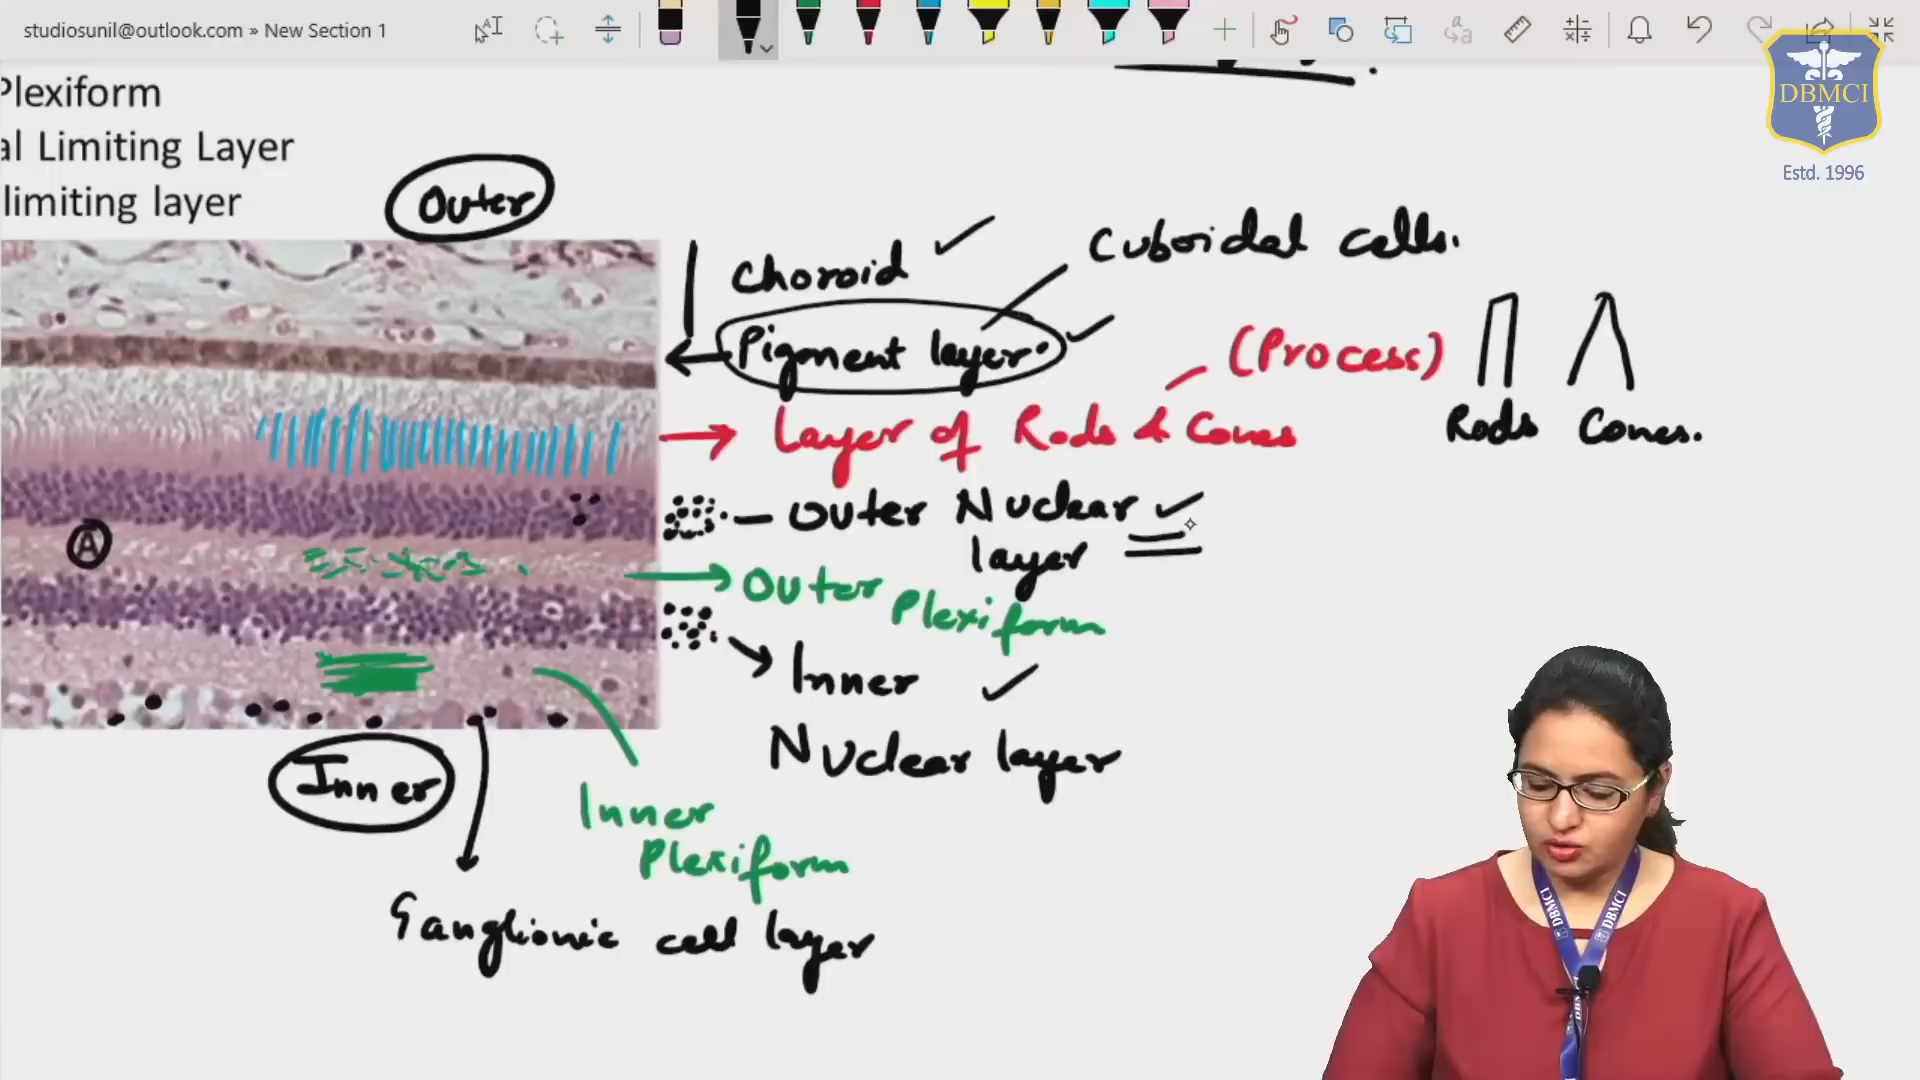 studiosunil@outlook.com » New Section 1
DBMCI
Estd. 1996
Plexiform
al Limiting Layer
limiting layer
Outer
Choroid
Cuboidal cells.
Pigment layer
(Process)
Layer of Rods & Cones
Rods Cones.
Outer Nuclear
layer
A
Outer Plexiform
Inner
Nuclear layer
Inner
Inner
Plexiform
Ganglionic cell layer
DBMCI
DBMCI